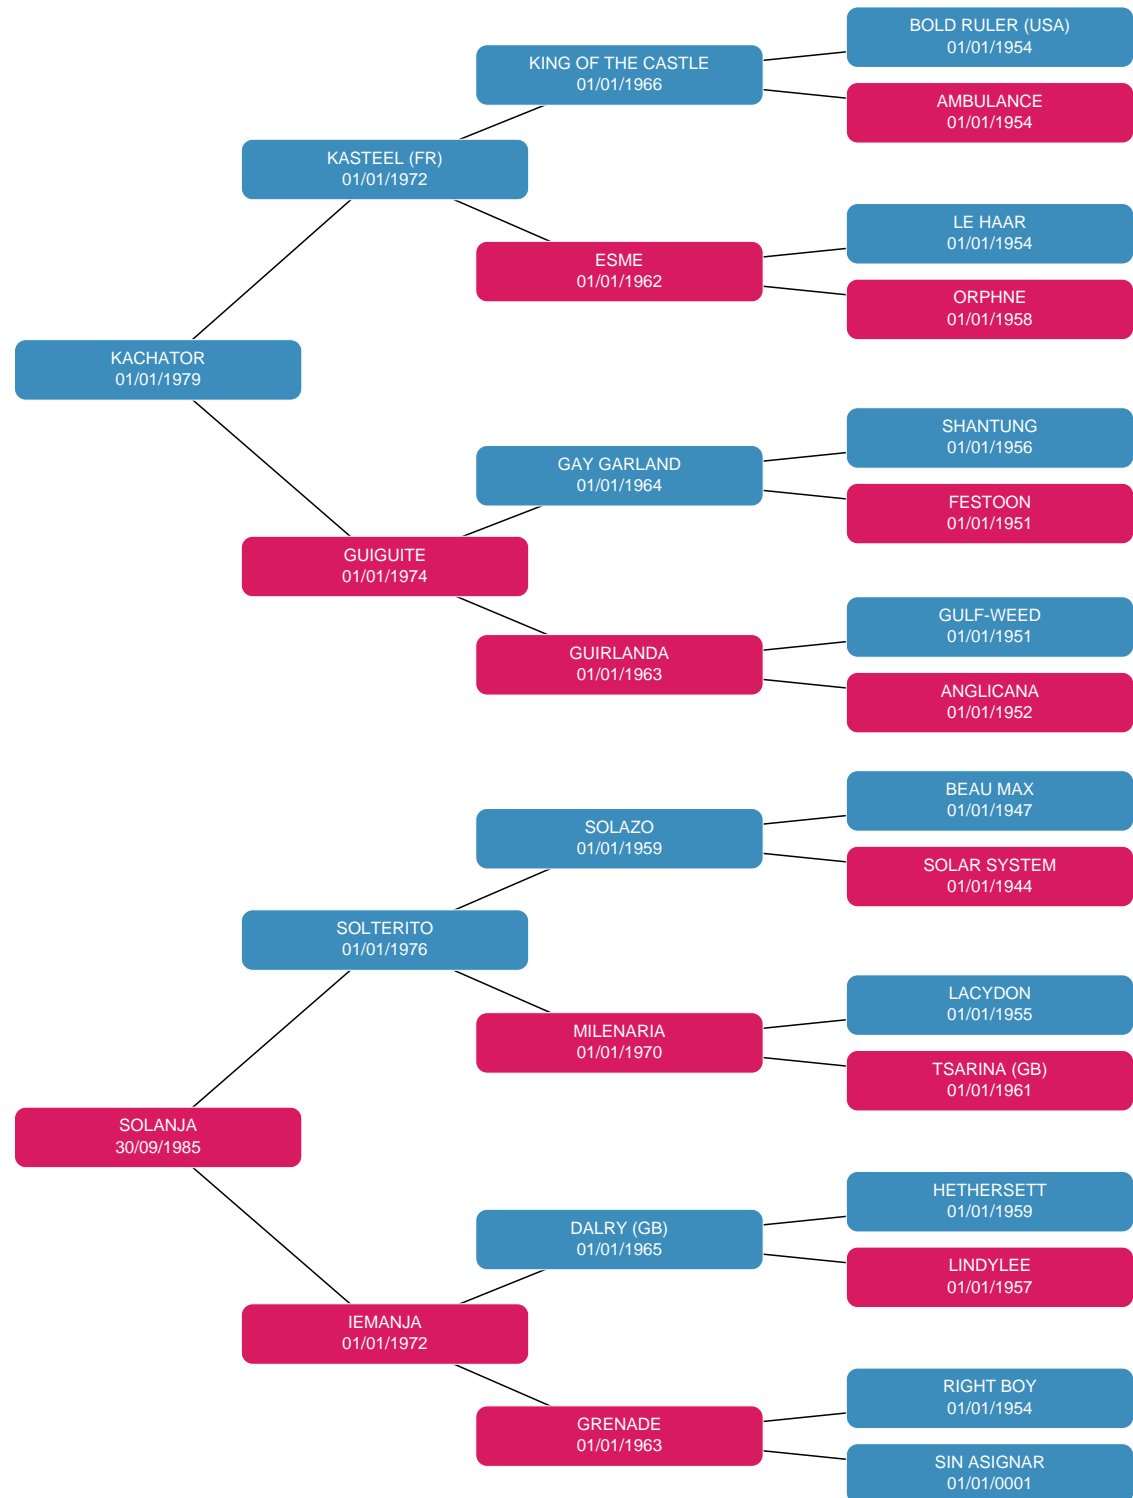 BOLD RULER (USA)
01/01/1954
KING OF THE CASTLE
01/01/1966
AMBULANCE
01/01/1954
KASTEEL (FR)
01/01/1972
LE HAAR
01/01/1954
ESME
01/01/1962
ORPHNE
01/01/1958
KACHATOR
01/01/1979
SHANTUNG
01/01/1956
GAY GARLAND
01/01/1964
FESTOON
01/01/1951
GUIGUITE
01/01/1974
GULF-WEED
01/01/1951
GUIRLANDA
01/01/1963
ANGLICANA
01/01/1952
BEAU MAX
01/01/1947
SOLAZO
01/01/1959
SOLAR SYSTEM
01/01/1944
SOLTERITO
01/01/1976
LACYDON
01/01/1955
MILENARIA
01/01/1970
TSARINA (GB)
01/01/1961
SOLANJA
30/09/1985
HETHERSETT
01/01/1959
DALRY (GB)
01/01/1965
LINDYLEE
01/01/1957
IEMANJA
01/01/1972
RIGHT BOY
01/01/1954
GRENADE
01/01/1963
SIN ASIGNAR
01/01/0001